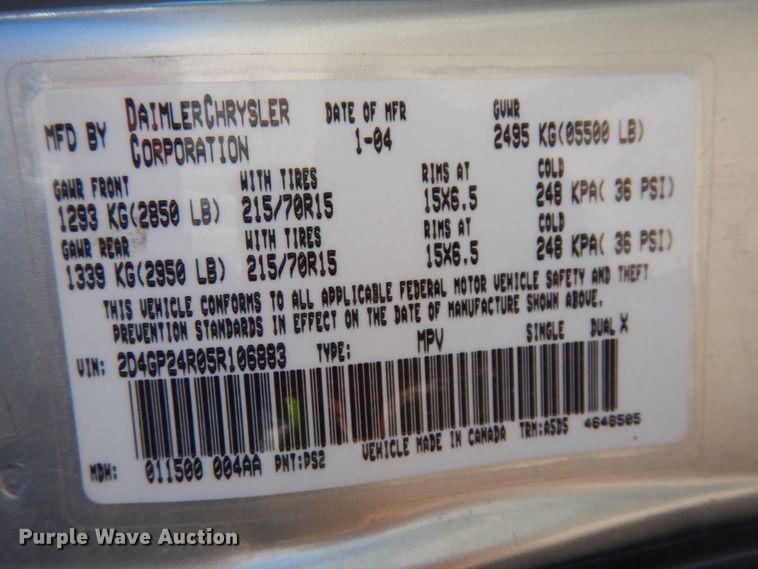 MFD BY DAIMLERCHRYSLER CORPORATION DATE OF MFR 1-04 GVWR 2495 KG(05500 LB)
GAWR FRONT WITH TIRES RIMS AT COLD
1293 KG(2850 LB) 215/70R15 15X6.5 248 KPA( 36 PSI)
GAWR REAR WITH TIRES RIMS AT COLD
1339 KG(2950 LB) 215/70R15 15X6.5 248 KPA( 36 PSI)
THIS VEHICLE CONFORMS TO ALL APPLICABLE FEDERAL MOTOR VEHICLE SAFETY AND THEFT
PREVENTION STANDARDS IN EFFECT ON THE DATE OF MANUFACTURE SHOWN ABOVE.
VIN: 2D4GP24R05R106883 TYPE: MPV SINGLE DUAL X
MDH: 011500 004AA PNT:PS2 VEHICLE MADE IN CANADA TRM:ASD5 4648505
Purple Wave Auction